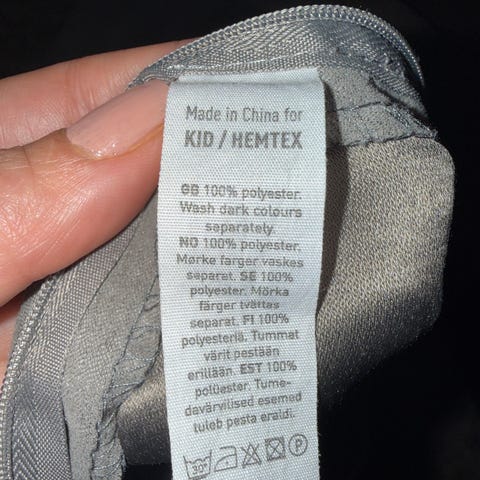 Made in China for
KID / HEMTEX
GB 100% polyester.
Wash dark colours
separately.
NO 100% polyester.
Mørke farger vaskes
separat. SE 100%
polyester. Mörka
färger tvättas
separat. FI 100%
polyesteriä. Tummat
värit pestään
erillään. EST 100%
polüester. Tume-
davärvilised esemed
tuleb pesta eraldi.
30° P